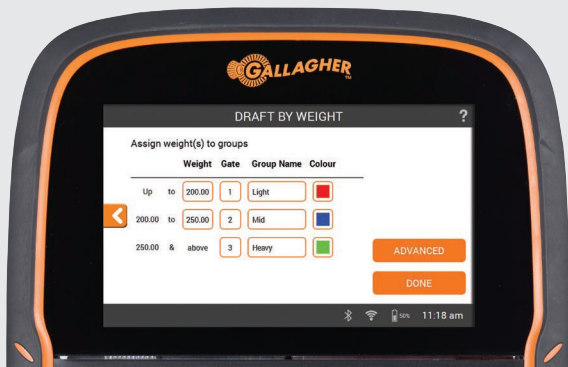 GALLAGHER TM
DRAFT BY WEIGHT ?
Assign weight(s) to groups
Weight Gate Group Name Colour
Up to 200.00 1 Light
200.00 to 250.00 2 Mid
250.00 & above 3 Heavy
ADVANCED
DONE
50% 11:18 am